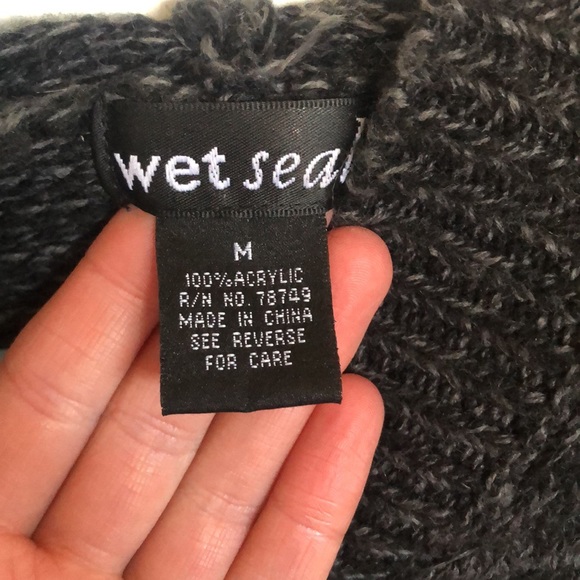 wet seal
M
100%ACRYLIC
R/N NO. 78749
MADE IN CHINA
SEE REVERSE
FOR CARE